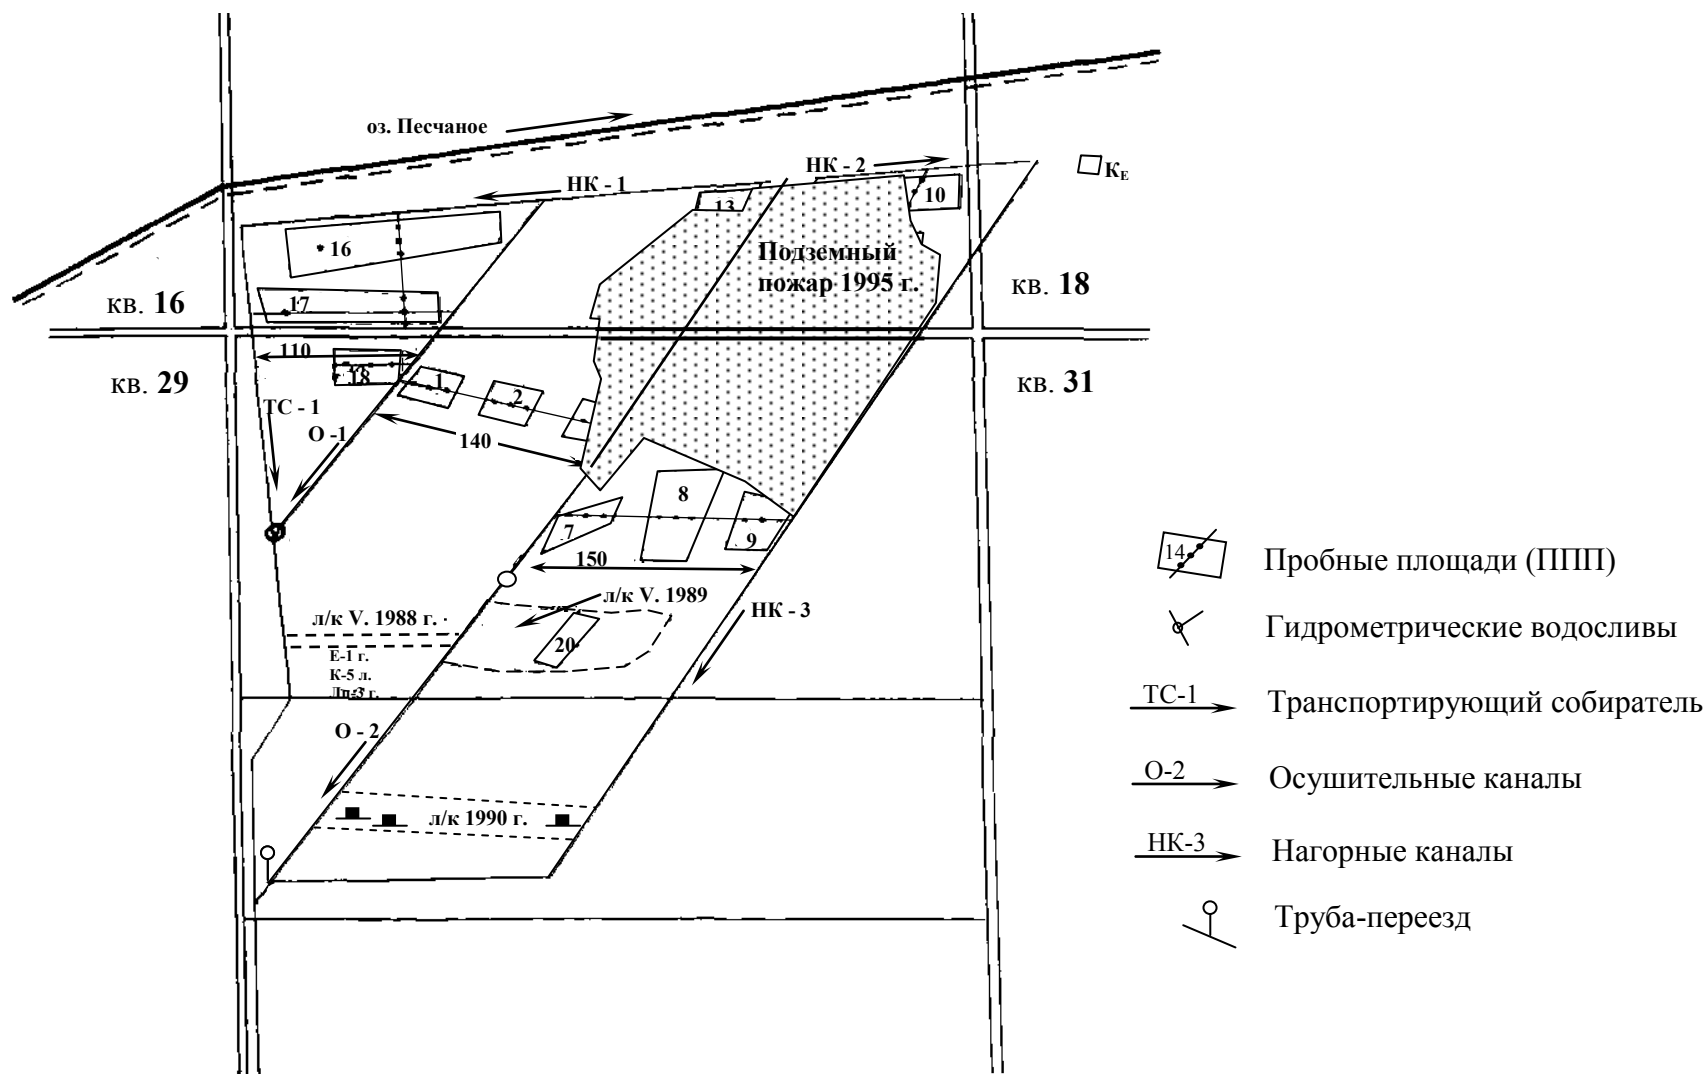 оз. Песчаное
НК - 1
НК - 2
КЕ
13
10
16
Подземный
пожар 1995 г.
кв. 16
17
кв. 18
110
18
1
2
кв. 29
кв. 31
ТС - 1
О -1
140
8
7
9
150
л/к V. 1989
НК - 3
л/к V. 1988 г.
Е-1 г.
К-5 л.
Лп-3 г.
20
О - 2
л/к 1990 г.
14
Пробные площади (ППП)
Гидрометрические водосливы
ТС-1
Транспортирующий собиратель
О-2
Осушительные каналы
НК-3
Нагорные каналы
Труба-переезд